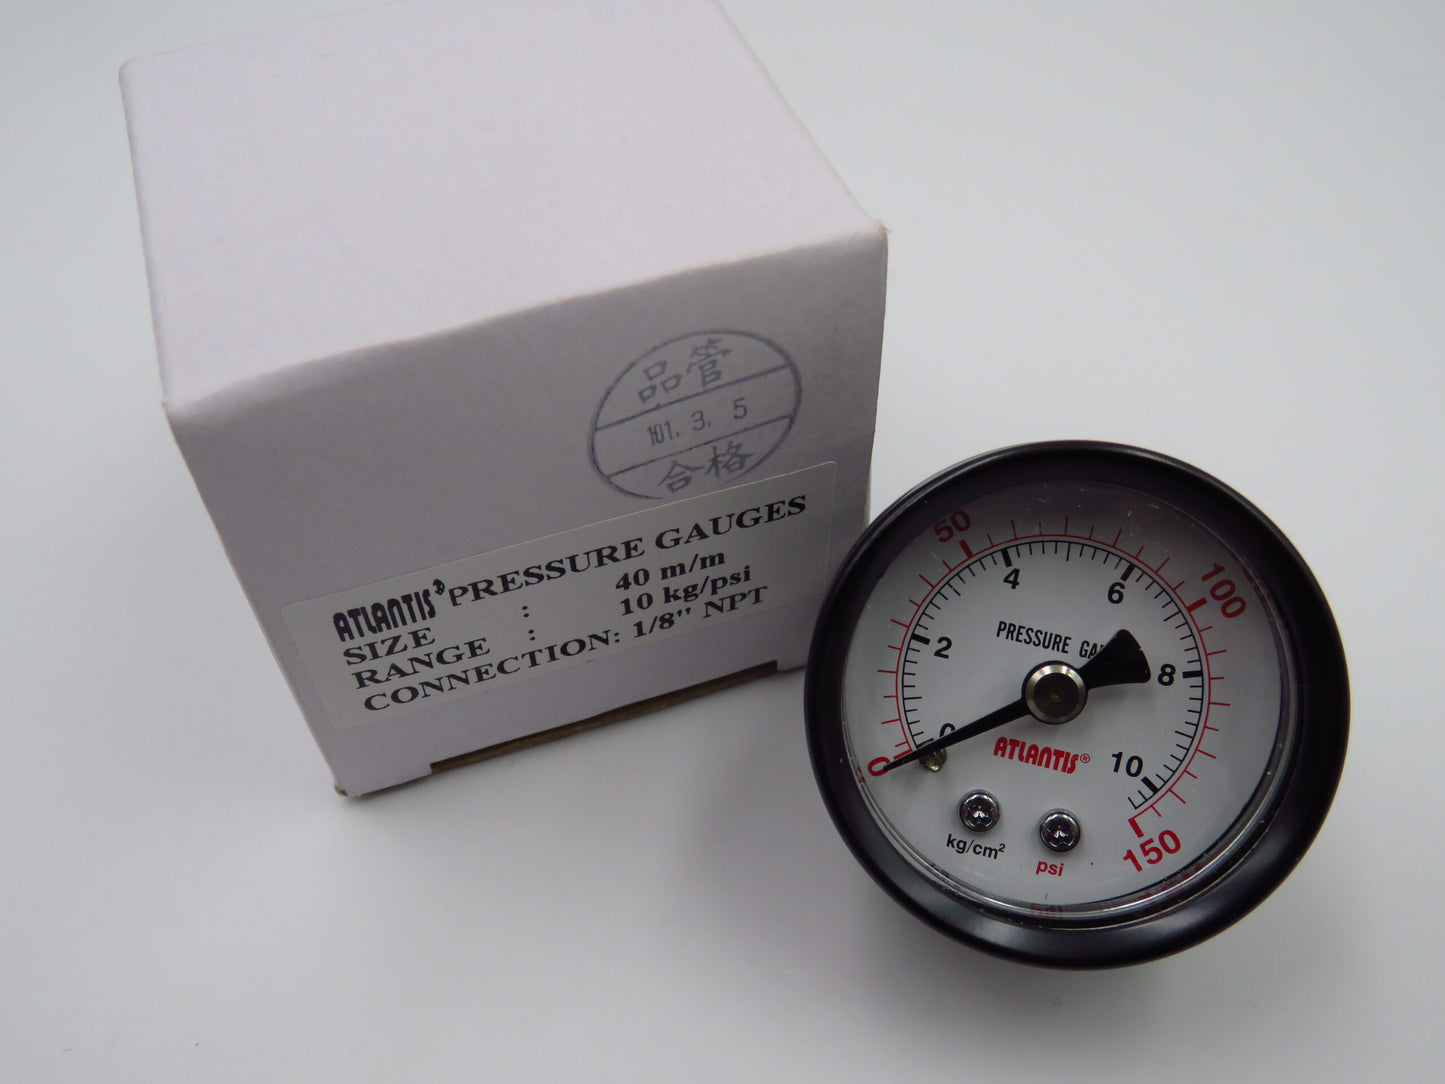 品管
101. 3. 5
合格
ATLANTIS PRESSURE GAUGES
SIZE : 40 m/m
RANGE : 10 kg/psi
CONNECTION: 1/8" NPT
50
100
4
6
2
PRESSURE
8
0
0
ATLANTIS®
10
kg/cm²
psi
150